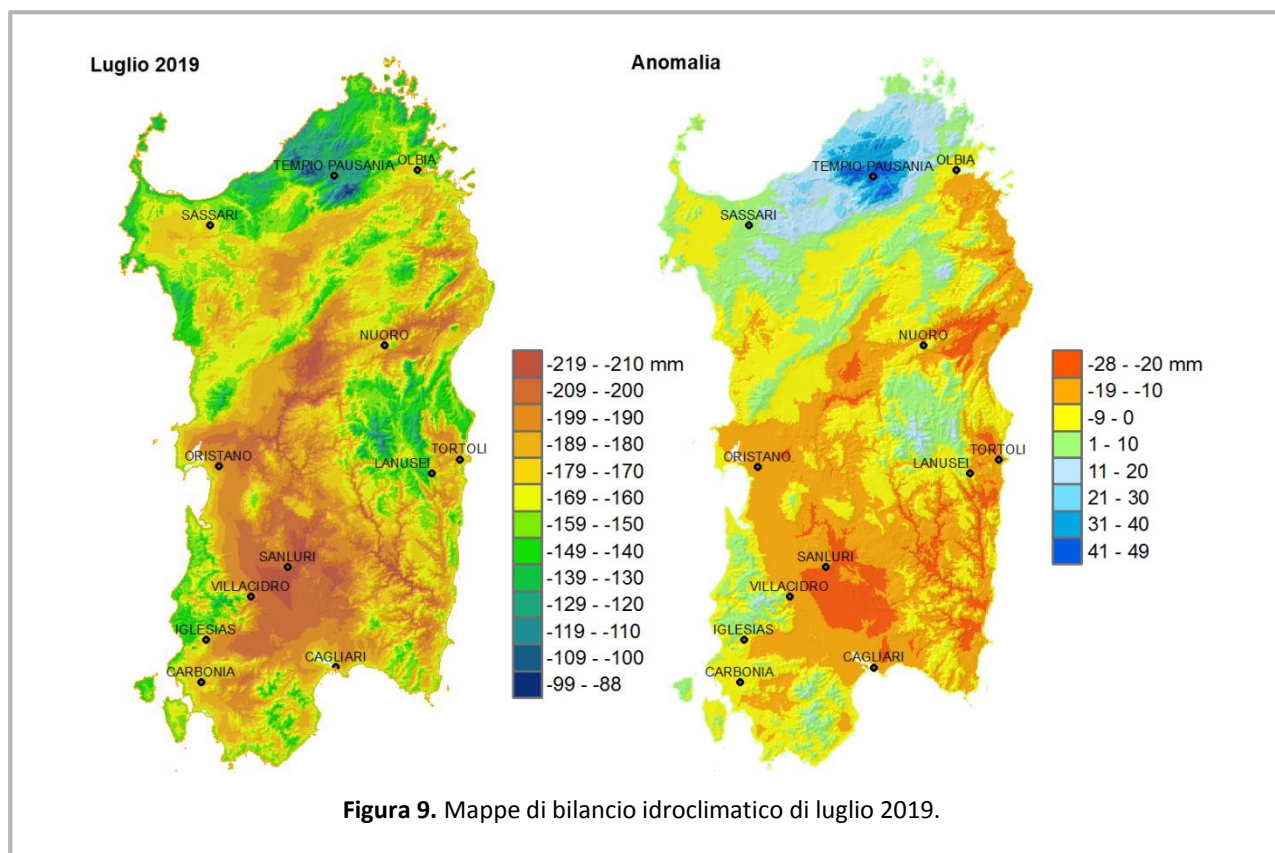 Luglio 2019
TEMPIO PAUSANIA
OLBIA
SASSARI
NUORO
ORISTANO
TORTOLI
LANUSEI
SANLURI
VILLACIDRO
IGLESIAS
CAGLIARI
CARBONIA
-219 - -210 mm
-209 - -200
-199 - -190
-189 - -180
-179 - -170
-169 - -160
-159 - -150
-149 - -140
-139 - -130
-129 - -120
-119 - -110
-109 - -100
-99 - -88
Anomalia
TEMPIO PAUSANIA
OLBIA
SASSARI
NUORO
ORISTANO
TORTOLI
LANUSEI
SANLURI
VILLACIDRO
IGLESIAS
CAGLIARI
CARBONIA
-28 - -20 mm
-19 - -10
-9 - 0
1 - 10
11 - 20
21 - 30
31 - 40
41 - 49
Figura 9. Mappe di bilancio idroclimatico di luglio 2019.